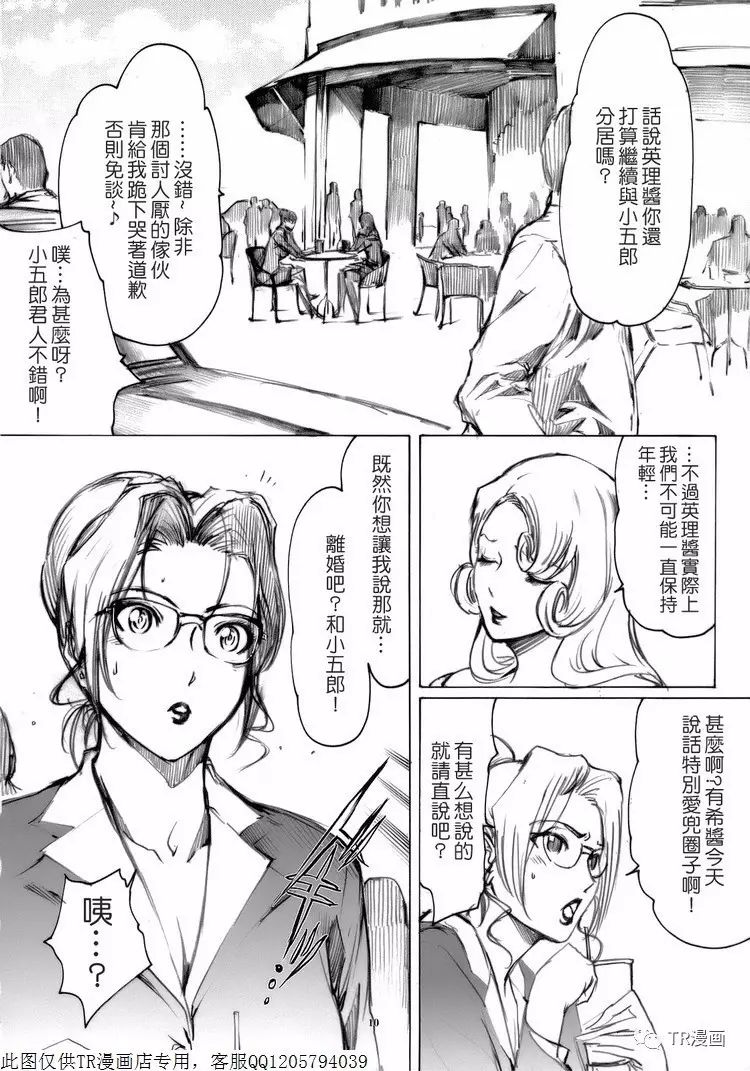 話說英理醬你還
打算繼續與小五郎
分居嗎？
……沒錯~除非
那個討人厭的傢伙
肯給我跪下哭著道歉
否則免談~♪
噗…為甚麼呀？
小五郎君人不錯啊！
…不過英理醬實際上
我們不可能一直保持
年輕…
甚麼啊?有希醬今天
說話特別愛兜圈子啊！
有甚么想說的
就請直說吧？
既然你想讓我說那就…
離婚吧？和小五郎！
咦…？
10
TR漫画
此图仅供TR漫画店专用，客服QQ1205794039